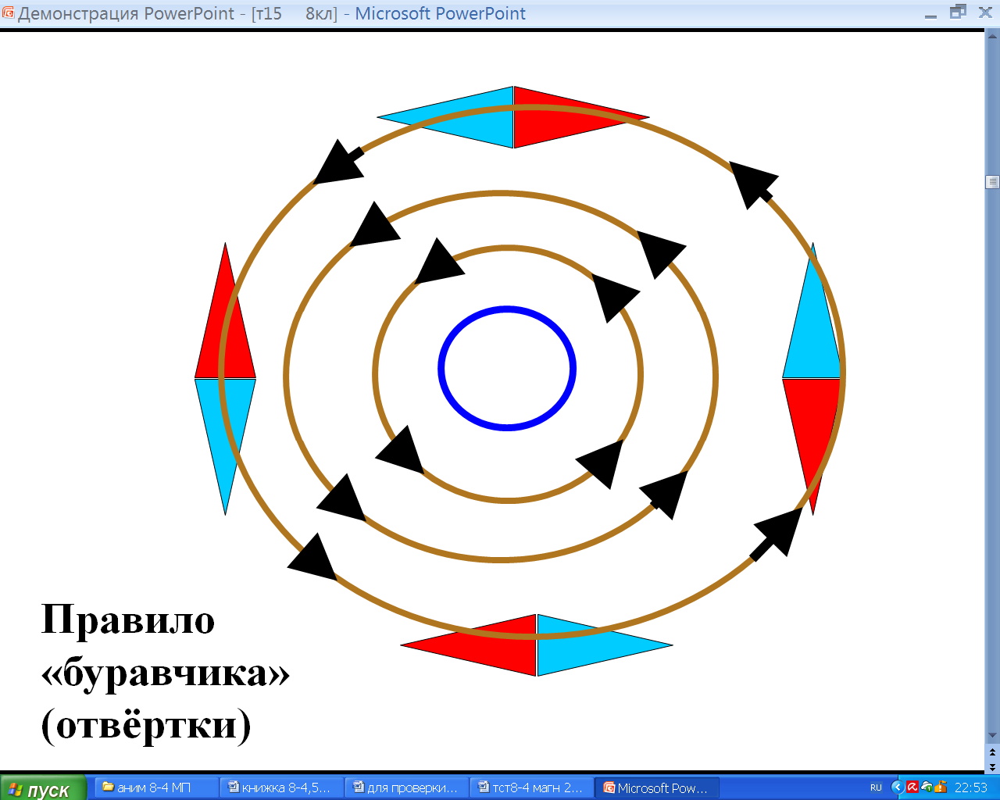 Демонстрация PowerPoint - [т15 8кл] - Microsoft PowerPoint
Правило
«буравчика»
(отвёртки)
пуск
аним 8-4 МП
книжка 8-4,5...
для проверки...
тст8-4 магн 2...
Microsoft Pow...
RU
22:53